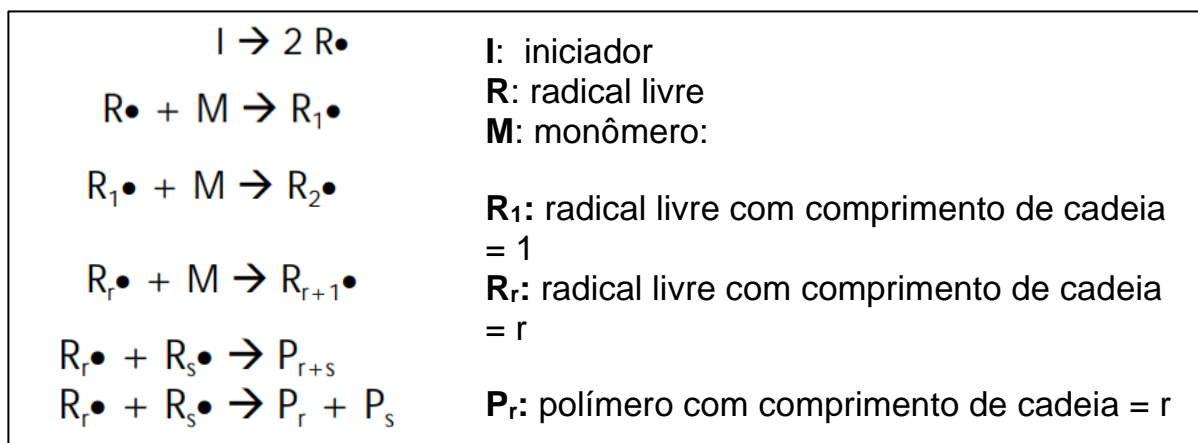 I → 2 R•
R• + M → R₁•
R₁• + M → R₂•
Rᵣ• + M → Rᵣ₊₁•
Rᵣ• + Rₛ• → Pᵣ₊ₛ
Rᵣ• + Rₛ• → Pᵣ + Pₛ
I: iniciador
R: radical livre
M: monômero:
R₁: radical livre com comprimento de cadeia
= 1
Rᵣ: radical livre com comprimento de cadeia
= r
Pᵣ: polímero com comprimento de cadeia = r